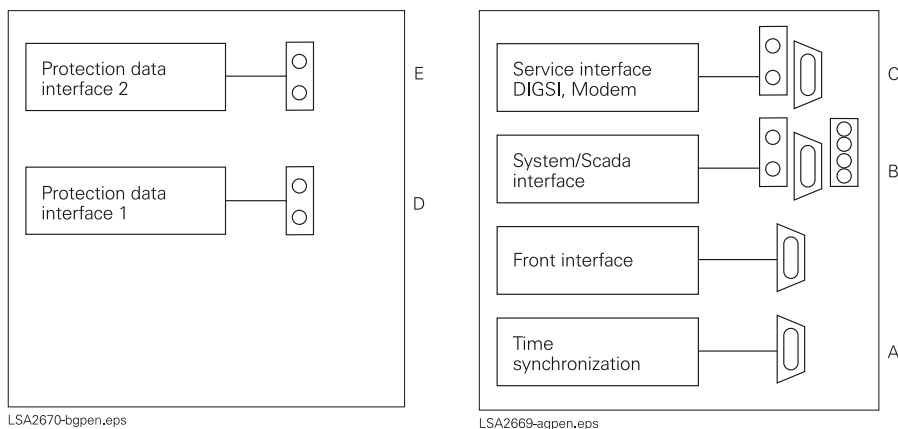 Protection data
interface 2
E
Protection data
interface 1
D
LSA2670-bgpen.eps
Service interface
DIGSI, Modem
C
System/Scada
interface
B
Front interface
Time
synchronization
A
LSA2669-agpen.eps